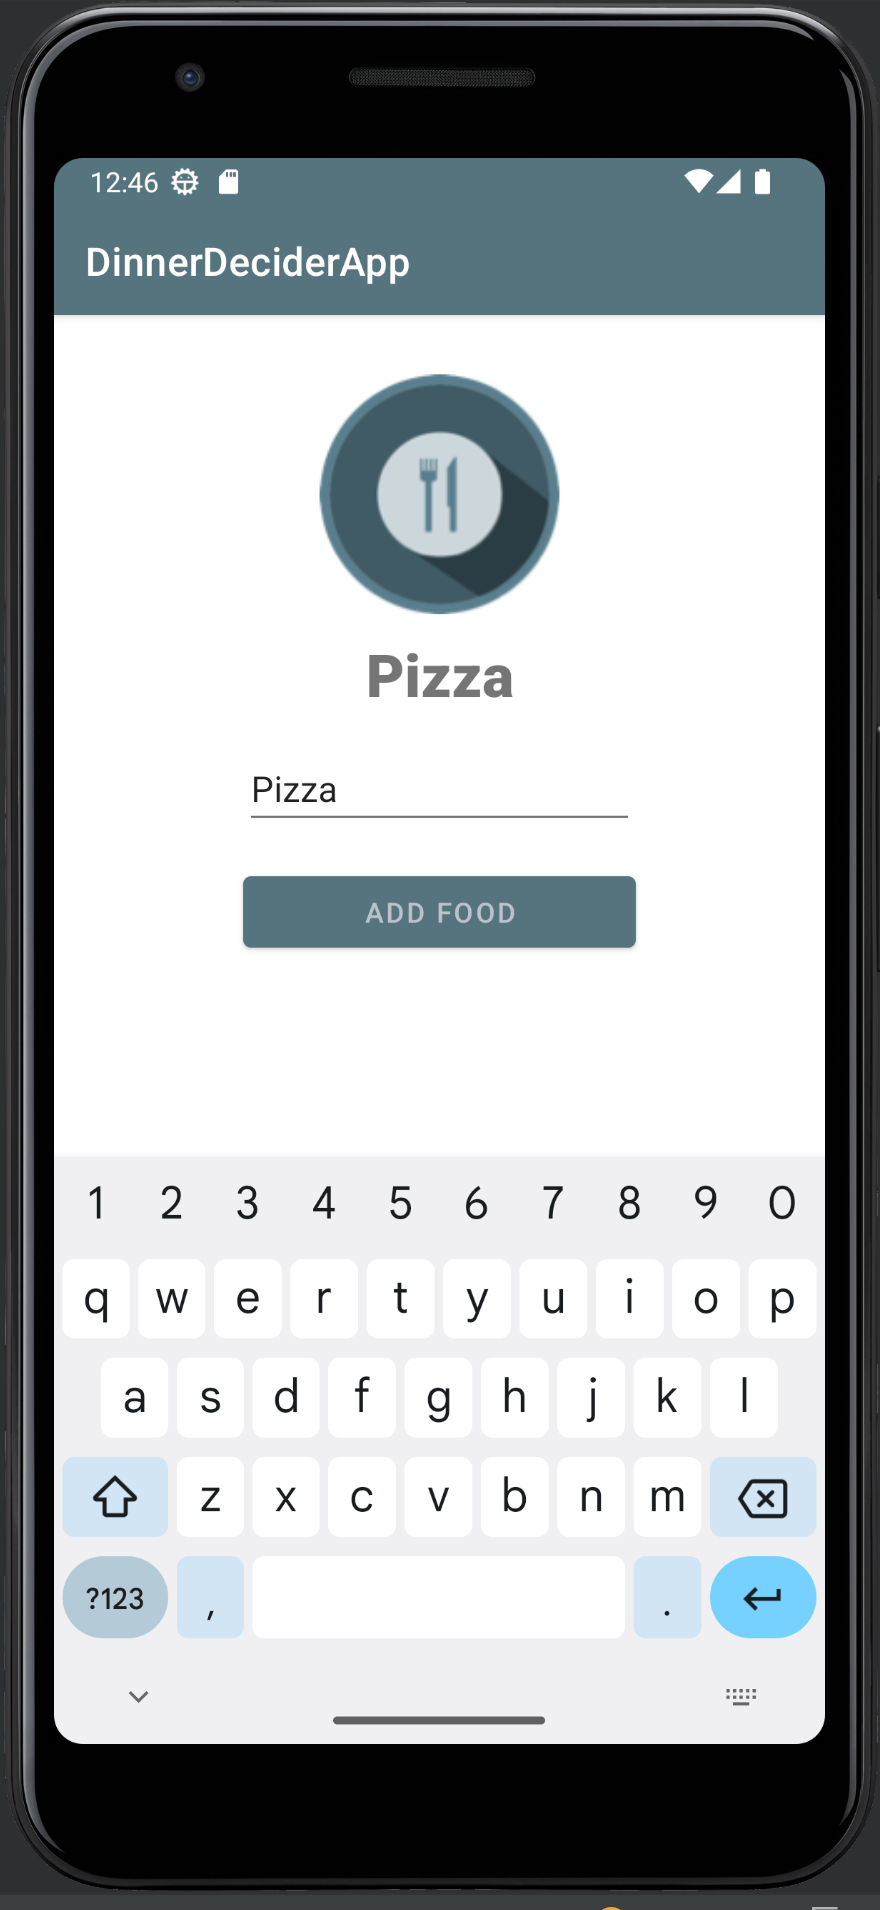 12:46
DinnerDeciderApp
Pizza
Pizza
ADD FOOD
1 2 3 4 5 6 7 8 9 0
q w e r t y u i o p
a s d f g h j k l
z x c v b n m
?123 , .